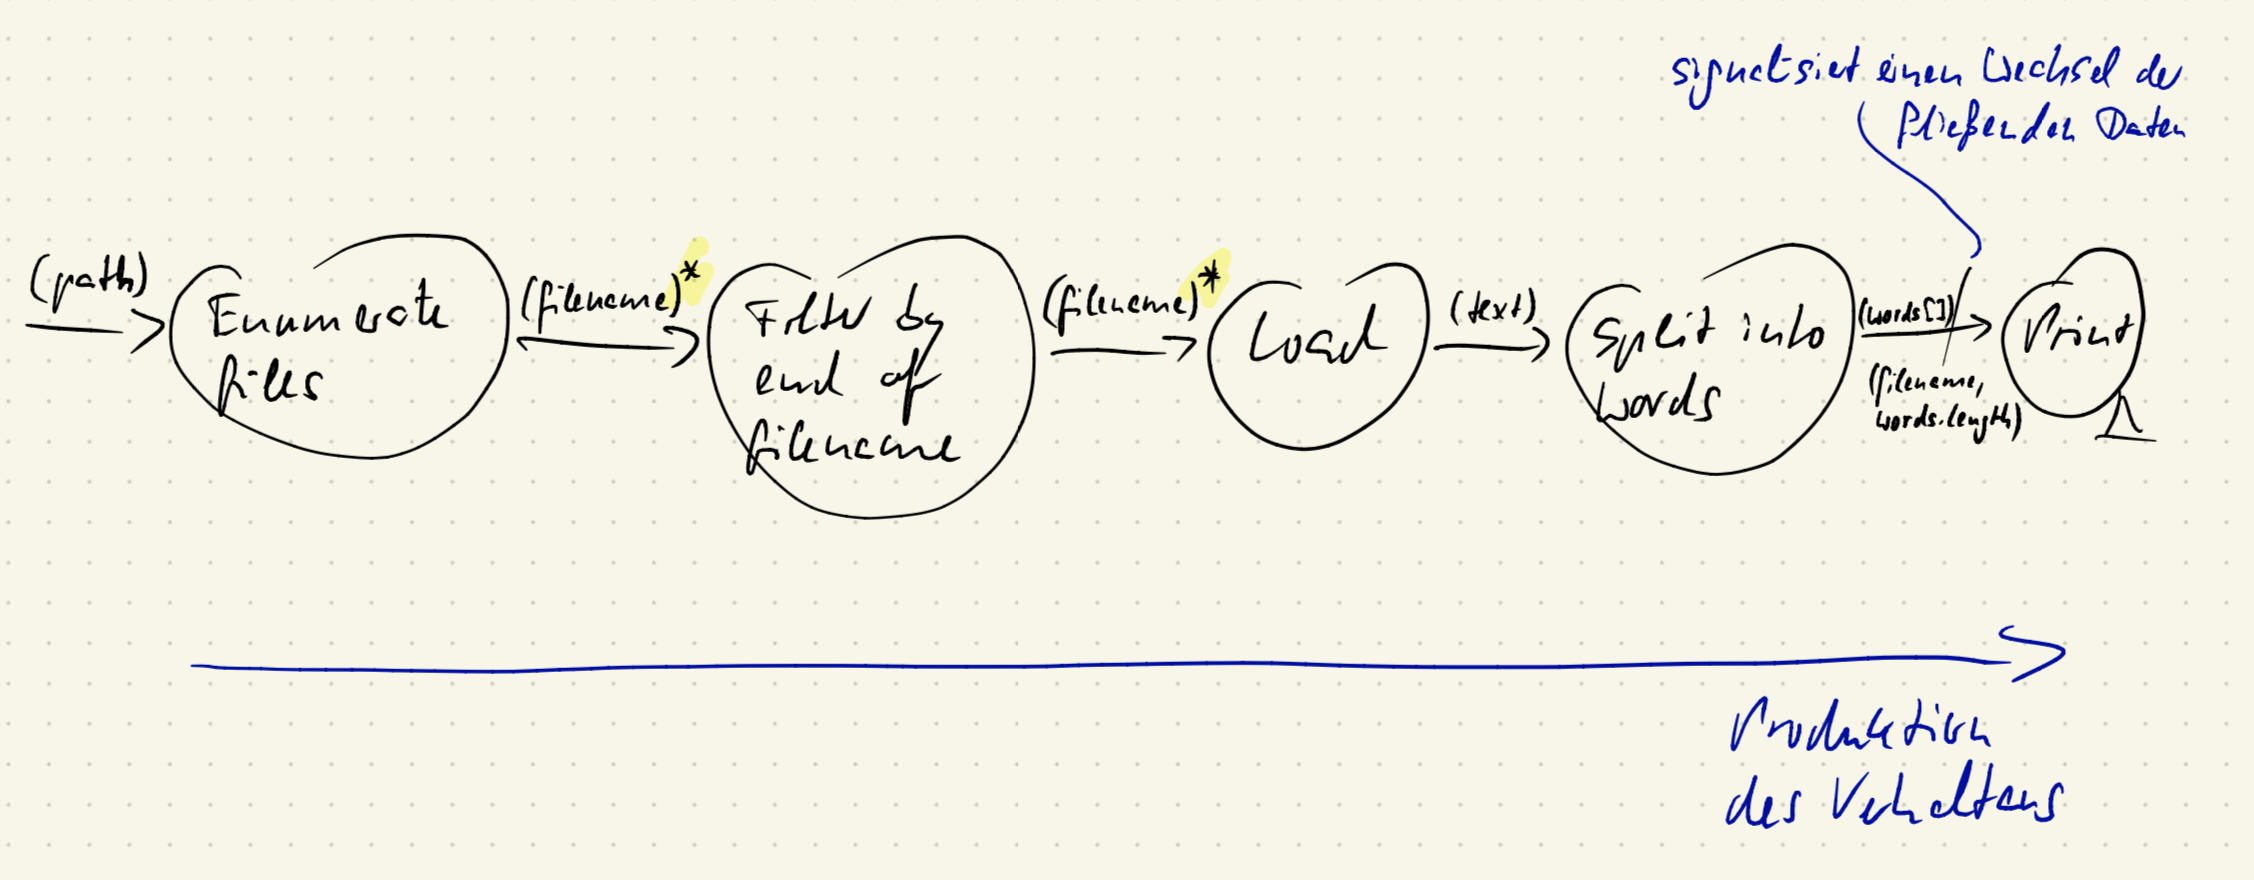 signalisiert einen Wechsel der
fließenden Daten
(path)
Enumerate
files
(filename)*
Filter by
end of
filename
(filename)*
Load
(text)
Split into
words
(words[])/
(filename,
words.length)
Print
Produktion
des Verhaltens